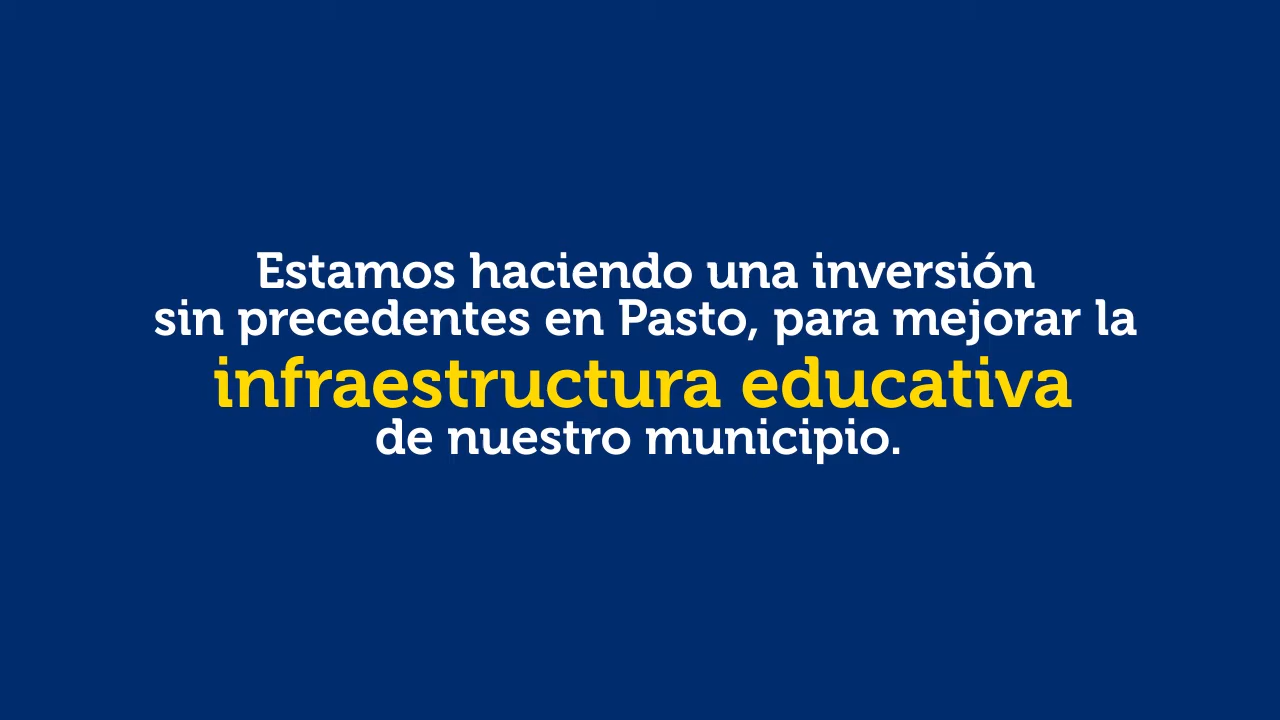 Estamos haciendo una inversión
sin precedentes en Pasto, para mejorar la
infraestructura educativa
de nuestro municipio.